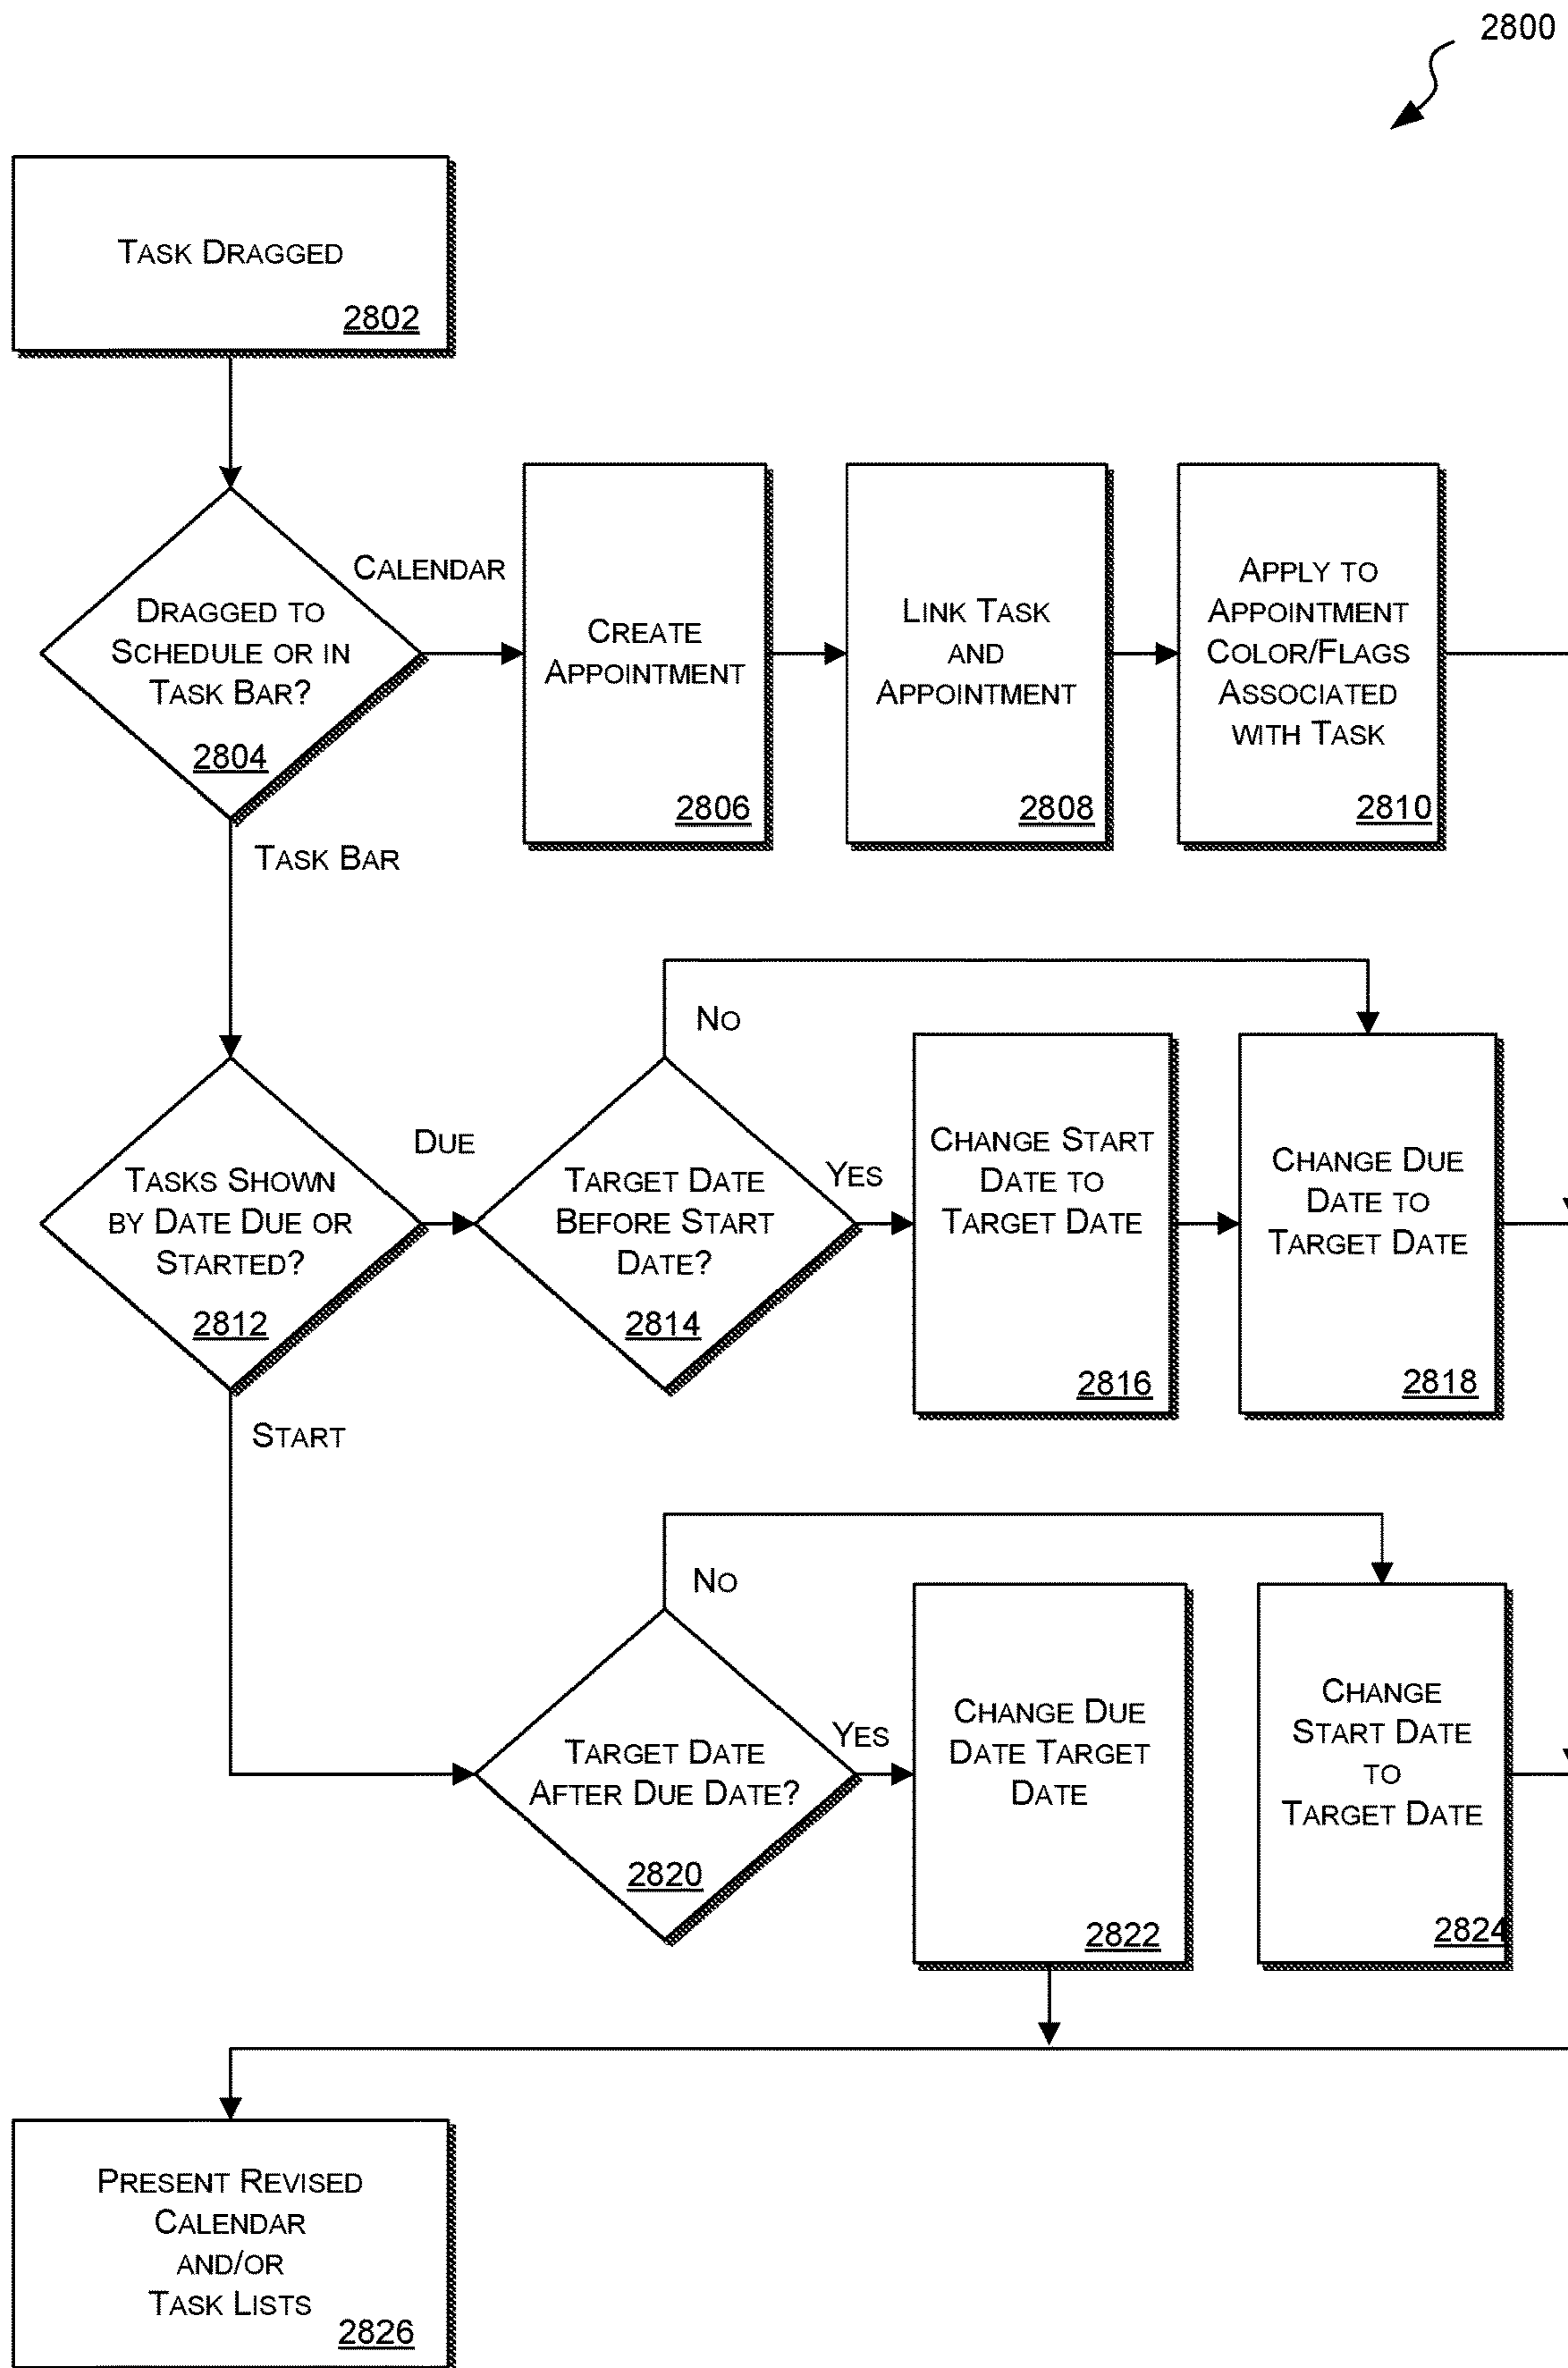 2800
TASK DRAGGED
2802
DRAGGED TO
SCHEDULE OR IN
TASK BAR?
2804
CALENDAR
TASK BAR
CREATE
APPOINTMENT
2806
LINK TASK
AND
APPOINTMENT
2808
APPLY TO
APPOINTMENT
COLOR/FLAGS
ASSOCIATED
WITH TASK
2810
TASKS SHOWN
BY DATE DUE OR
STARTED?
2812
DUE
START
TARGET DATE
BEFORE START
DATE?
2814
NO
YES
CHANGE START
DATE TO
TARGET DATE
2816
CHANGE DUE
DATE TO
TARGET DATE
2818
TARGET DATE
AFTER DUE DATE?
2820
NO
YES
CHANGE DUE
DATE TARGET
DATE
2822
CHANGE
START DATE
TO
TARGET DATE
2824
PRESENT REVISED
CALENDAR
AND/OR
TASK LISTS
2826